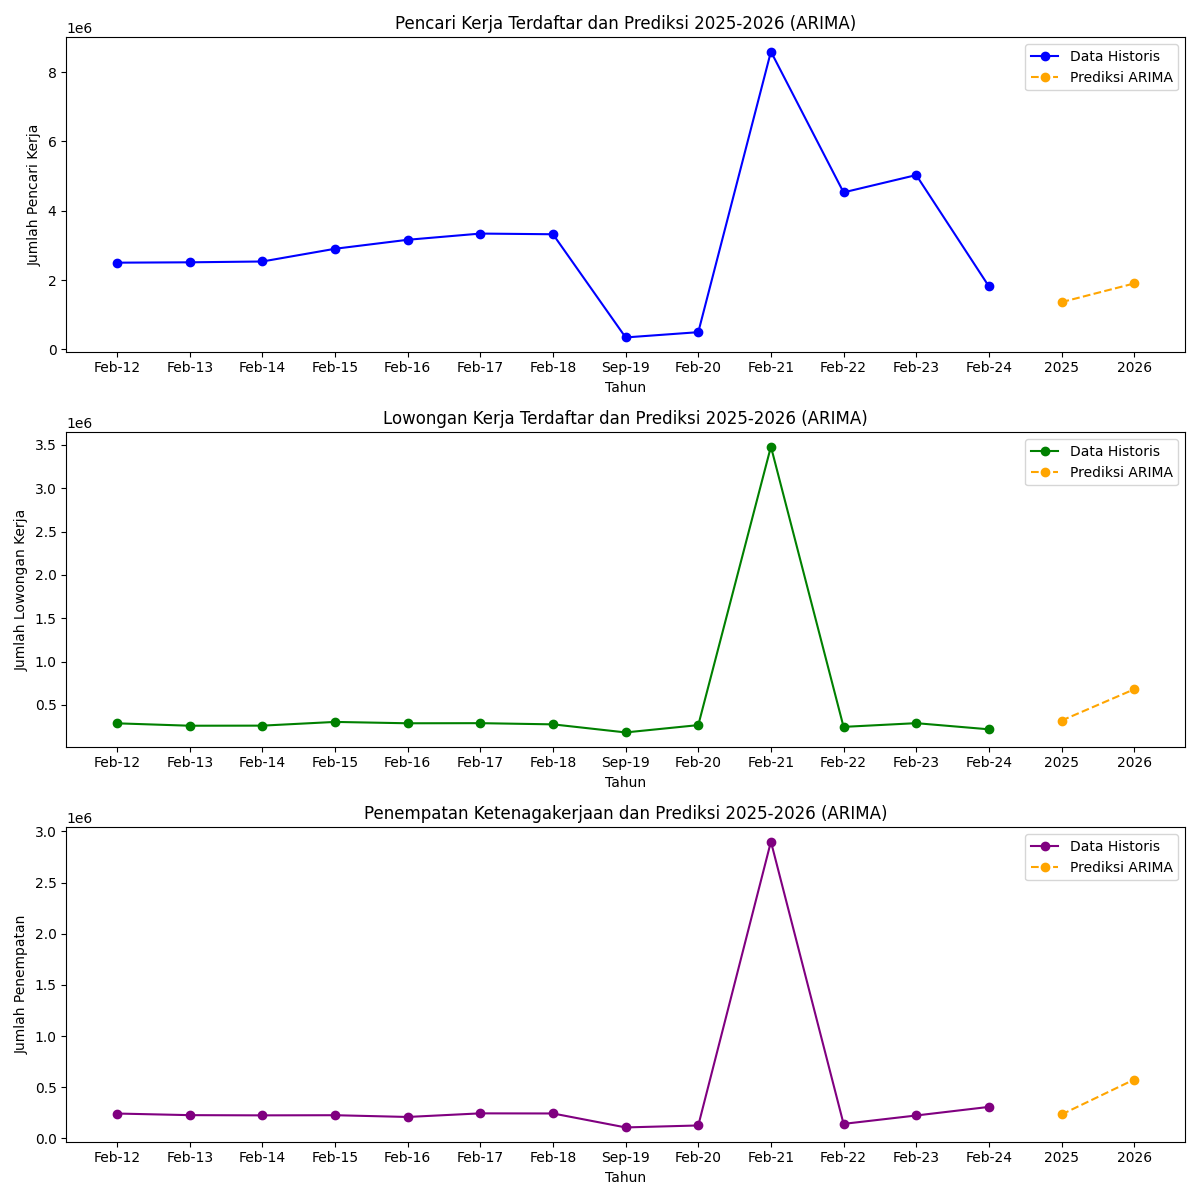 Pencari Kerja Terdaftar dan Prediksi 2025-2026 (ARIMA)
1e6
Data Historis
Prediksi ARIMA
Jumlah Pencari Kerja
8
6
4
2
0
Feb-12 Feb-13 Feb-14 Feb-15 Feb-16 Feb-17 Feb-18 Sep-19 Feb-20 Feb-21 Feb-22 Feb-23 Feb-24 2025 2026
Tahun
Lowongan Kerja Terdaftar dan Prediksi 2025-2026 (ARIMA)
1e6
Data Historis
Prediksi ARIMA
Jumlah Lowongan Kerja
3.5
3.0
2.5
2.0
1.5
1.0
0.5
Feb-12 Feb-13 Feb-14 Feb-15 Feb-16 Feb-17 Feb-18 Sep-19 Feb-20 Feb-21 Feb-22 Feb-23 Feb-24 2025 2026
Tahun
Penempatan Ketenagakerjaan dan Prediksi 2025-2026 (ARIMA)
1e6
Data Historis
Prediksi ARIMA
Jumlah Penempatan
3.0
2.5
2.0
1.5
1.0
0.5
0.0
Feb-12 Feb-13 Feb-14 Feb-15 Feb-16 Feb-17 Feb-18 Sep-19 Feb-20 Feb-21 Feb-22 Feb-23 Feb-24 2025 2026
Tahun